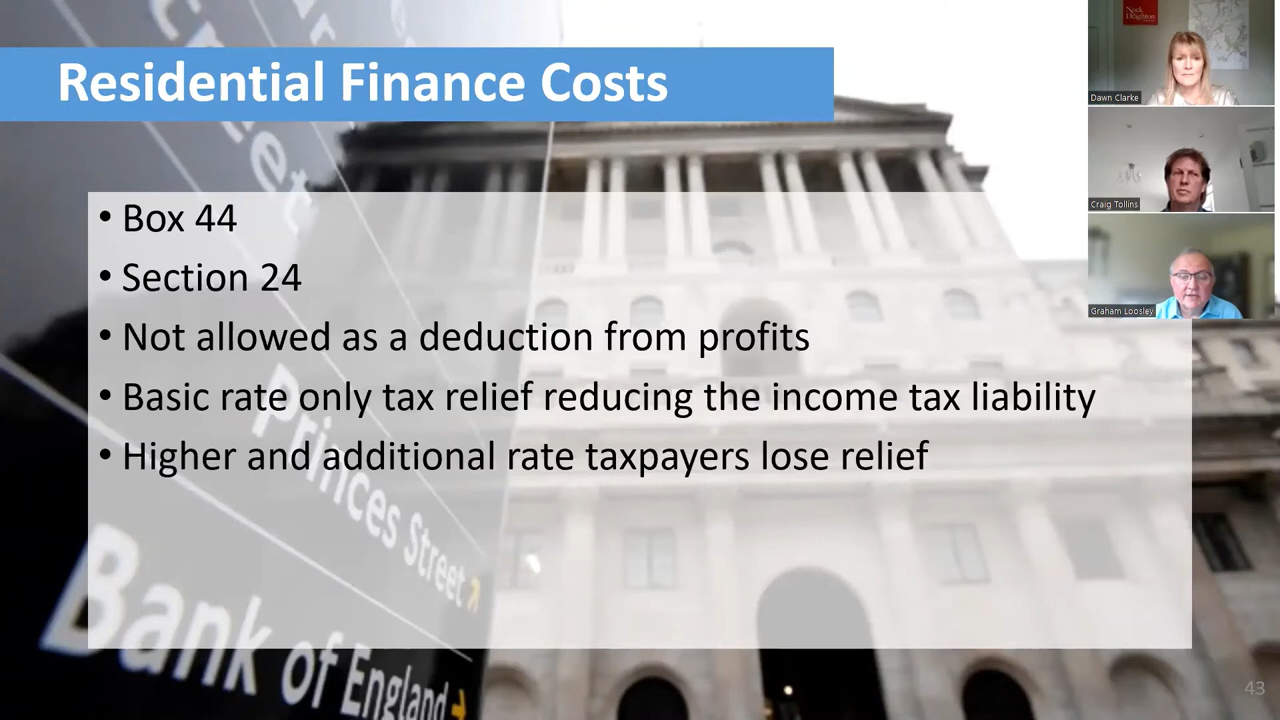 Residential Finance Costs
• Box 44
• Section 24
• Not allowed as a deduction from profits
• Basic rate only tax relief reducing the income tax liability
• Higher and additional rate taxpayers lose relief
Princes Street
Bank of England
Nock
Deighton
Dawn Clarke
Craig Tollins
Graham Loosley
43